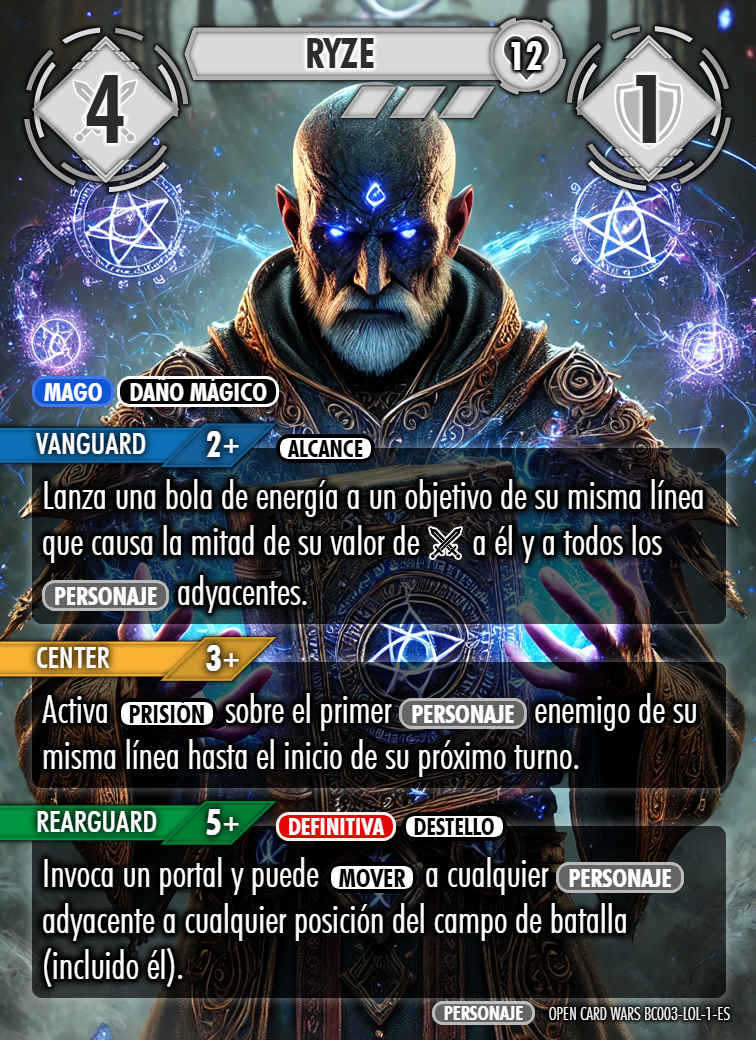 4
RYZE
12
1
MAGO DAÑO MÁGICO
VANGUARD 2+ ALCANCE
Lanza una bola de energía a un objetivo de su misma línea
que causa la mitad de su valor de a él y a todos los
PERSONAJE adyacentes.
CENTER 3+
Activa PRISIÓN sobre el primer PERSONAJE enemigo de su
misma línea hasta el inicio de su próximo turno.
REARGUARD 5+ DEFINITIVA DESTELLO
Invoca un portal y puede MOVER a cualquier PERSONAJE
adyacente a cualquier posición del campo de batalla
(incluido él).
PERSONAJE OPEN CARD WARS BC003-LOL-1-ES